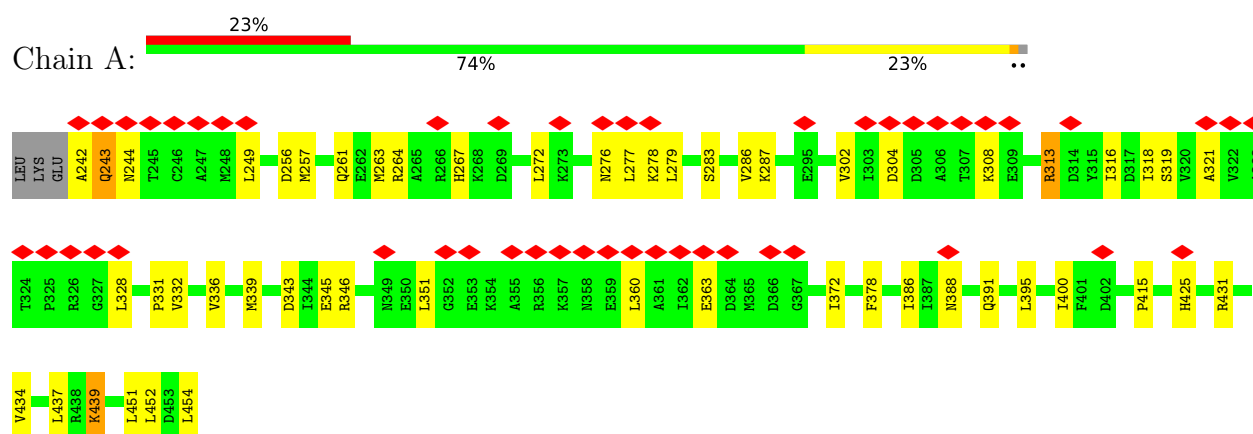 23%
Chain A:
74% 23% ••
LEU LYS GLU A242 Q243 N244 T245 C246 A247 M248 L249 D256 M257 Q261 E262 M263 R264 A265 R266 H267 K268 D269 L272 K273 N276 L277 K278 L279 S283 V286 K287 E295 V302 I303 D304 D305 A306 T307 K308 E309 R313 D314 Y315 I316 D317 I318 S319 V320 A321 V322
T324 P325 R326 G327 L328 P331 V332 V336 M339 D343 I344 E345 R346 N349 E350 L351 G352 E353 K354 A355 R356 K357 N358 E359 L360 A361 I362 E363 D364 M365 D366 G367 I372 F378 I386 I387 N388 Q391 L395 I400 F401 D402 P415 H425 R431
V434 L437 R438 K439 L451 L452 D453 L454